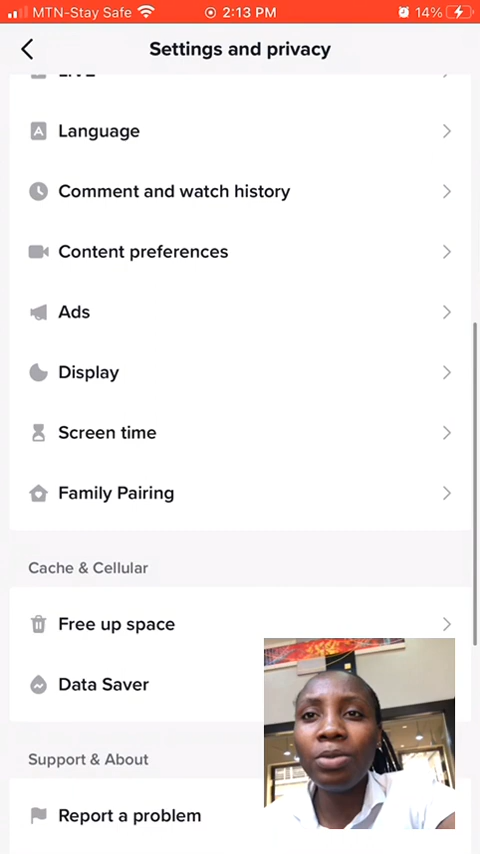 MTN-Stay Safe 2:13 PM 14%
Settings and privacy
LIVE
A Language
Comment and watch history
Content preferences
Ads
Display
Screen time
Family Pairing
Cache & Cellular
Free up space
Data Saver
Support & About
Report a problem